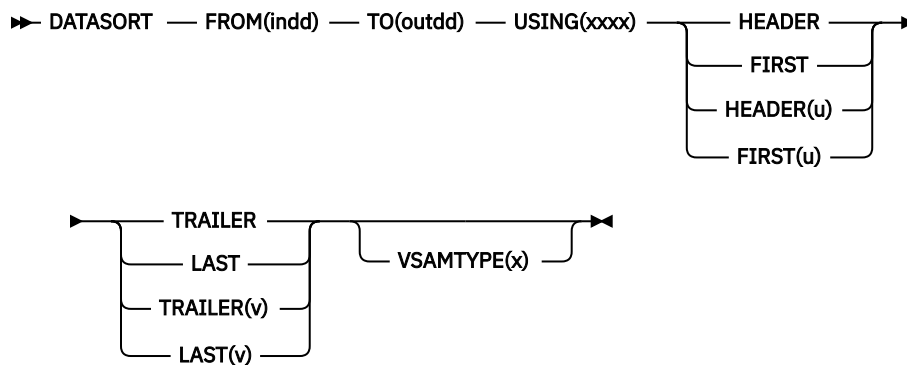 DATASORT FROM(indd) TO(outdd) USING(xxxx) HEADER
FIRST
HEADER(u)
FIRST(u)
TRAILER
LAST
VSAMTYPE(x)
TRAILER(v)
LAST(v)